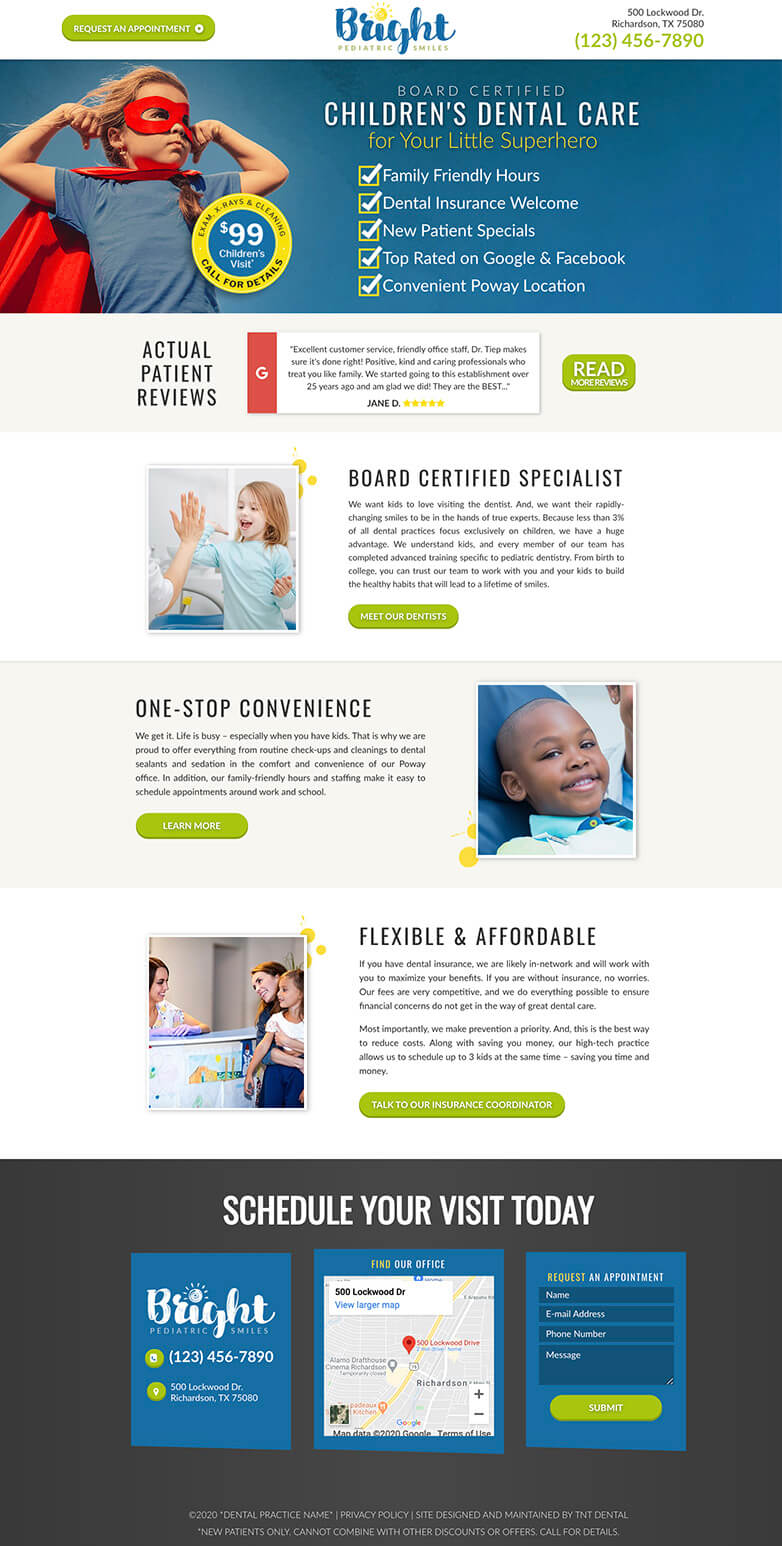 REQUEST AN APPOINTMENT
Bright
PEDIATRIC SMILES
500 Lockwood Dr.
Richardson, TX 75080
(123) 456-7890
BOARD CERTIFIED
CHILDREN'S DENTAL CARE
for Your Little Superhero
Family Friendly Hours
Dental Insurance Welcome
New Patient Specials
Top Rated on Google & Facebook
Convenient Poway Location
EXAM, X-RAYS & CLEANING
$99
Children's
Visit*
CALL FOR DETAILS
ACTUAL
PATIENT
REVIEWS
G
"Excellent customer service, friendly office staff, Dr. Tiep makes
sure it's done right! Positive, kind and caring professionals who
treat you like family. We started going to this establishment over
25 years ago and am glad we did! They are the BEST..."
JANE D.
READ
MORE REVIEWS
BOARD CERTIFIED SPECIALIST
We want kids to love visiting the dentist. And, we want their rapidly-
changing smiles to be in the hands of true experts. Because less than 3%
of all dental practices focus exclusively on children, we have a huge
advantage. We understand kids, and every member of our team has
completed advanced training specific to pediatric dentistry. From birth to
college, you can trust our team to work with you and your kids to build
the healthy habits that will lead to a lifetime of smiles.
MEET OUR DENTISTS
ONE-STOP CONVENIENCE
We get it. Life is busy – especially when you have kids. That is why we are
proud to offer everything from routine check-ups and cleanings to dental
sealants and sedation in the comfort and convenience of our Poway
office. In addition, our family-friendly hours and staffing make it easy to
schedule appointments around work and school.
LEARN MORE
FLEXIBLE & AFFORDABLE
If you have dental insurance, we are likely in-network and will work with
you to maximize your benefits. If you are without insurance, no worries.
Our fees are very competitive, and we do everything possible to ensure
financial concerns do not get in the way of great dental care.
Most importantly, we make prevention a priority. And, this is the best way
to reduce costs. Along with saving you money, our high-tech practice
allows us to schedule up to 3 kids at the same time – saving you time and
money.
TALK TO OUR INSURANCE COORDINATOR
SCHEDULE YOUR VISIT TODAY
Bright
PEDIATRIC SMILES
(123) 456-7890
500 Lockwood Dr.
Richardson, TX 75080
FIND OUR OFFICE
500 Lockwood Dr
View larger map
500 Lockwood Drive
Alamo Drafthouse
Cinema Richardson
Temporarily closed
Richardson
padeaux
Kitchen
+
−
Google
Map data ©2020 Google
Terms of Use
REQUEST AN APPOINTMENT
Name
E-mail Address
Phone Number
Message
SUBMIT
©2020 *DENTAL PRACTICE NAME* | PRIVACY POLICY | SITE DESIGNED AND MAINTAINED BY TNT DENTAL
*NEW PATIENTS ONLY. CANNOT COMBINE WITH OTHER DISCOUNTS OR OFFERS. CALL FOR DETAILS.